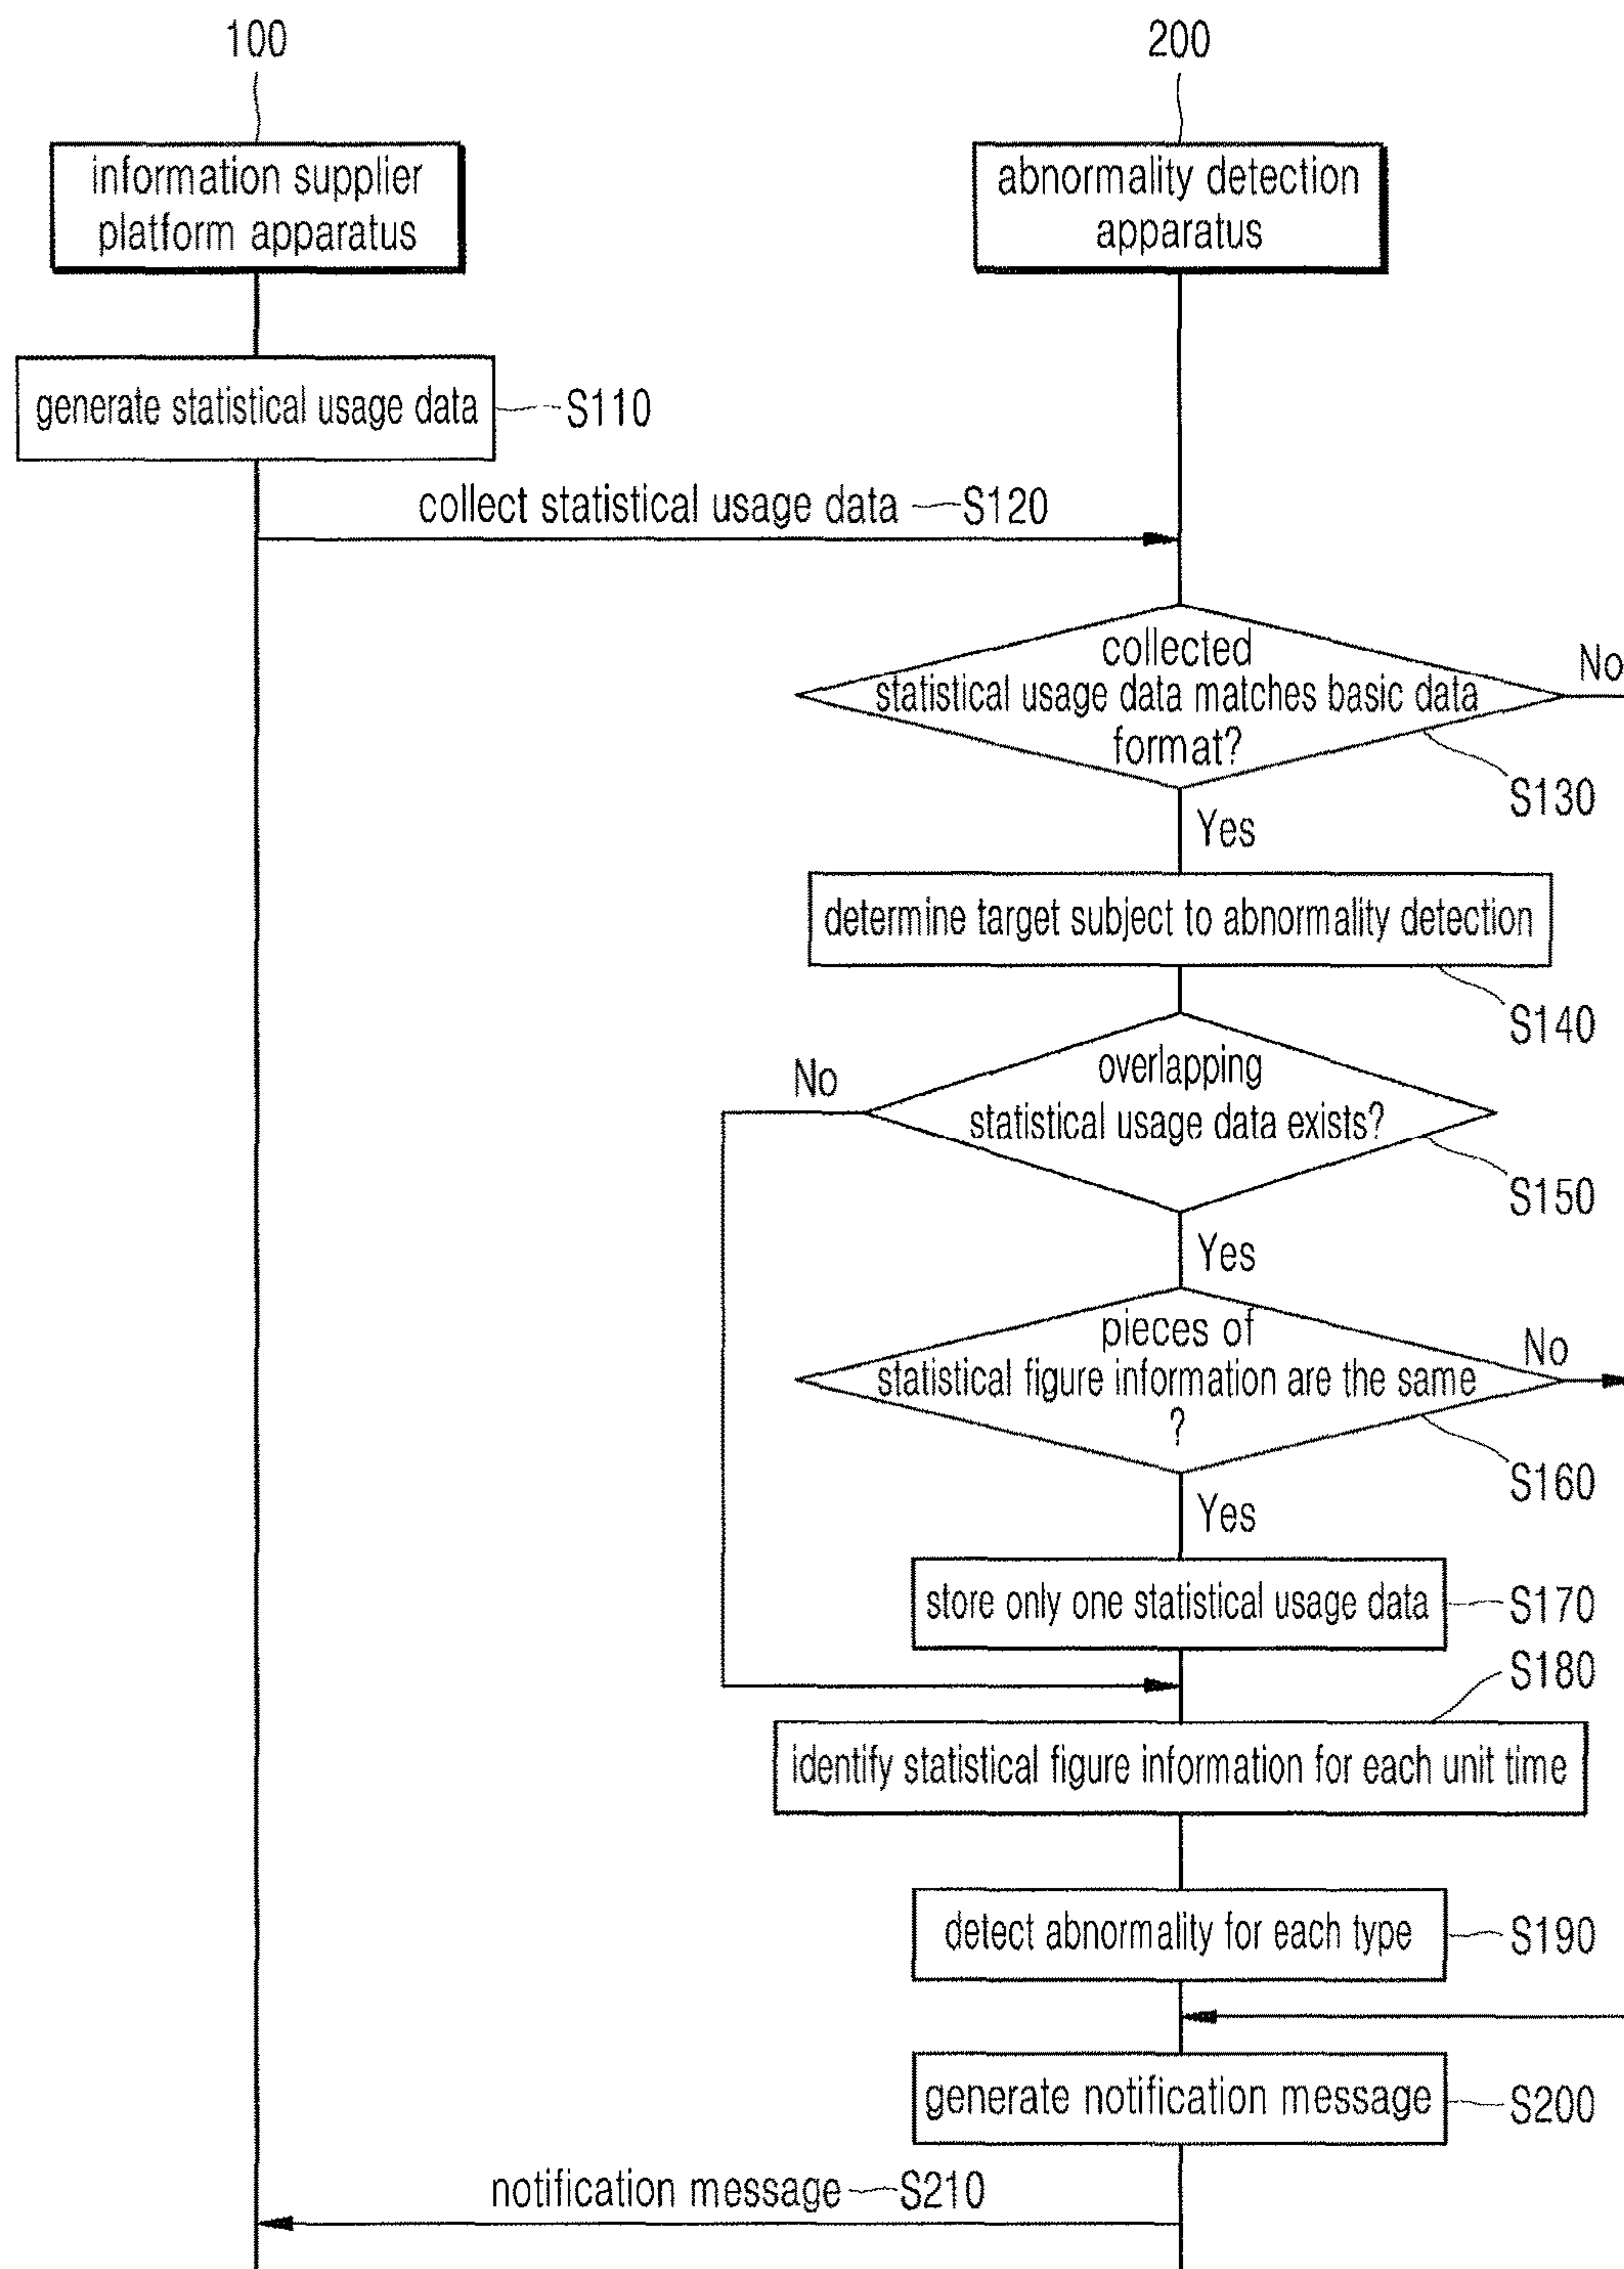 100
200
information supplier
platform apparatus
abnormality detection
apparatus
generate statistical usage data
S110
collect statistical usage data
S120
collected
statistical usage data matches basic data
format?
No
S130
Yes
determine target subject to abnormality detection
S140
overlapping
statistical usage data exists?
No
S150
Yes
pieces of
statistical figure information are the same
?
No
S160
Yes
store only one statistical usage data
S170
S180
identify statistical figure information for each unit time
detect abnormality for each type
S190
generate notification message
S200
notification message
S210